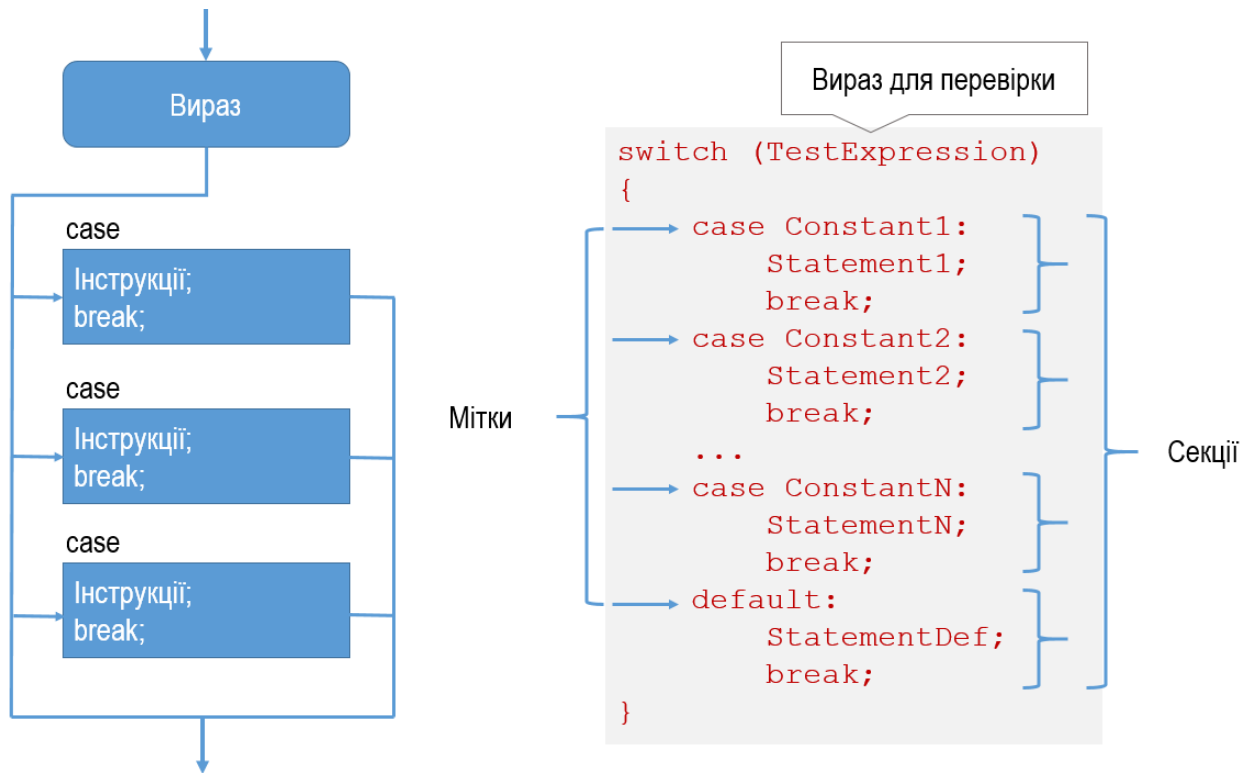 Вираз
case
Інструкції;
break;
case
Інструкції;
break;
case
Інструкції;
break;
Вираз для перевірки
switch (TestExpression)
{
case Constant1:
Statement1;
break;
case Constant2:
Statement2;
break;
...
case ConstantN:
StatementN;
break;
default:
StatementDef;
break;
}
Мітки
Секції